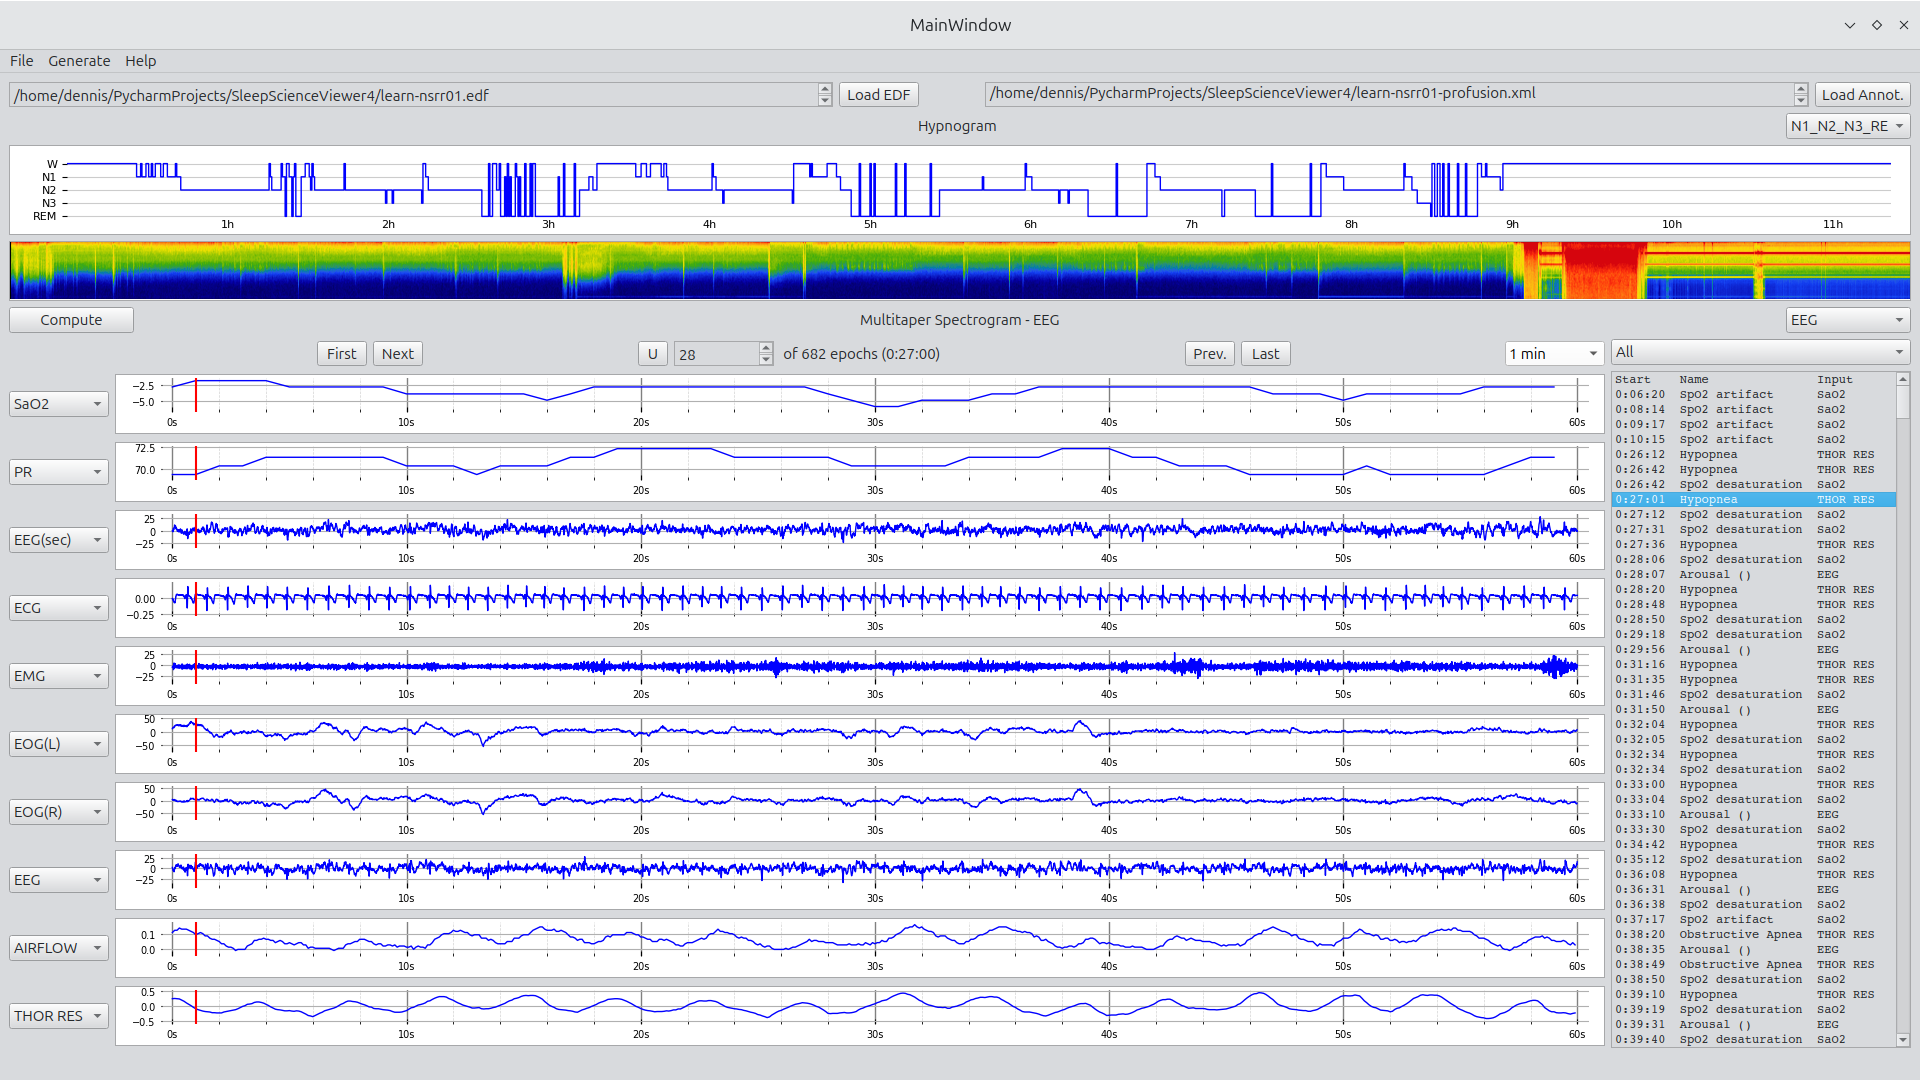 MainWindow
File Generate Help
/home/dennis/PycharmProjects/SleepScienceViewer4/learn-nsrr01.edf Load EDF /home/dennis/PycharmProjects/SleepScienceViewer4/learn-nsrr01-profusion.xml Load Annot.
Hypnogram N1_N2_N3_RE
W
N1
N2
N3
REM
1h 2h 3h 4h 5h 6h 7h 8h 9h 10h 11h
Compute Multitaper Spectrogram - EEG EEG
First Next U 28 of 682 epochs (0:27:00) Prev. Last 1 min All
SaO2
−2.5
−5.0
0s 10s 20s 30s 40s 50s 60s
PR
72.5
70.0
0s 10s 20s 30s 40s 50s 60s
EEG(sec)
25
0
−25
0s 10s 20s 30s 40s 50s 60s
ECG
0.00
−0.25
0s 10s 20s 30s 40s 50s 60s
EMG
25
0
−25
0s 10s 20s 30s 40s 50s 60s
EOG(L)
50
0
−50
0s 10s 20s 30s 40s 50s 60s
EOG(R)
50
0
−50
0s 10s 20s 30s 40s 50s 60s
EEG
25
0
−25
0s 10s 20s 30s 40s 50s 60s
AIRFLOW
0.1
0.0
0s 10s 20s 30s 40s 50s 60s
THOR RES
0.5
0.0
−0.5
0s 10s 20s 30s 40s 50s 60s
Start Name Input
0:06:20 SpO2 artifact SaO2
0:08:14 SpO2 artifact SaO2
0:09:17 SpO2 artifact SaO2
0:10:15 SpO2 artifact SaO2
0:26:12 Hypopnea THOR RES
0:26:42 Hypopnea THOR RES
0:26:42 SpO2 desaturation SaO2
0:27:01 Hypopnea THOR RES
0:27:12 SpO2 desaturation SaO2
0:27:31 SpO2 desaturation SaO2
0:27:36 Hypopnea THOR RES
0:28:06 SpO2 desaturation SaO2
0:28:07 Arousal () EEG
0:28:20 Hypopnea THOR RES
0:28:48 Hypopnea THOR RES
0:28:50 SpO2 desaturation SaO2
0:29:18 SpO2 desaturation SaO2
0:29:56 Arousal () EEG
0:31:16 Hypopnea THOR RES
0:31:35 Hypopnea THOR RES
0:31:46 SpO2 desaturation SaO2
0:31:50 Arousal () EEG
0:32:04 Hypopnea THOR RES
0:32:05 SpO2 desaturation SaO2
0:32:34 Hypopnea THOR RES
0:32:34 SpO2 desaturation SaO2
0:33:00 Hypopnea THOR RES
0:33:04 SpO2 desaturation SaO2
0:33:10 Arousal () EEG
0:33:30 SpO2 desaturation SaO2
0:34:42 Hypopnea THOR RES
0:35:12 SpO2 desaturation SaO2
0:36:08 Hypopnea THOR RES
0:36:31 Arousal () EEG
0:36:38 SpO2 desaturation SaO2
0:37:17 SpO2 artifact SaO2
0:38:20 Obstructive Apnea THOR RES
0:38:35 Arousal () EEG
0:38:49 Obstructive Apnea THOR RES
0:38:50 SpO2 desaturation SaO2
0:39:10 Hypopnea THOR RES
0:39:19 SpO2 desaturation SaO2
0:39:31 Arousal () EEG
0:39:40 SpO2 desaturation SaO2